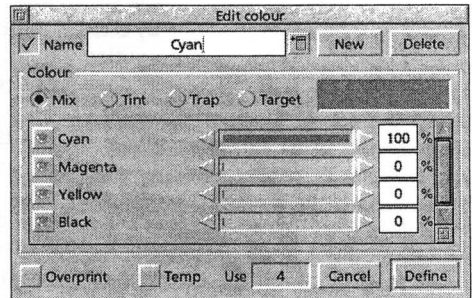 Edit colour
Name Cyan New Delete
Colour
Mix Tint Trap Target
Cyan 100 %
Magenta 0 %
Yellow 0 %
Black 0 %
Overprint Temp Use 4 Cancel Define